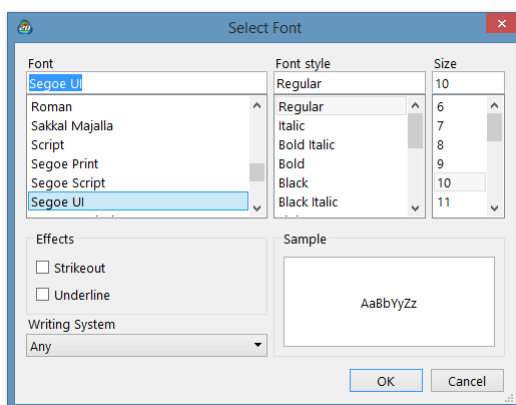 2D
Select Font
Font
Font style
Size
Segoe UI
Regular
10
Roman
Sakkal Majalla
Script
Segoe Print
Segoe Script
Segoe UI
Regular
Italic
Bold Italic
Bold
Black
Black Italic
6
7
8
9
10
11
Effects
Strikeout
Underline
Sample
AaBbYyZz
Writing System
Any
OK
Cancel